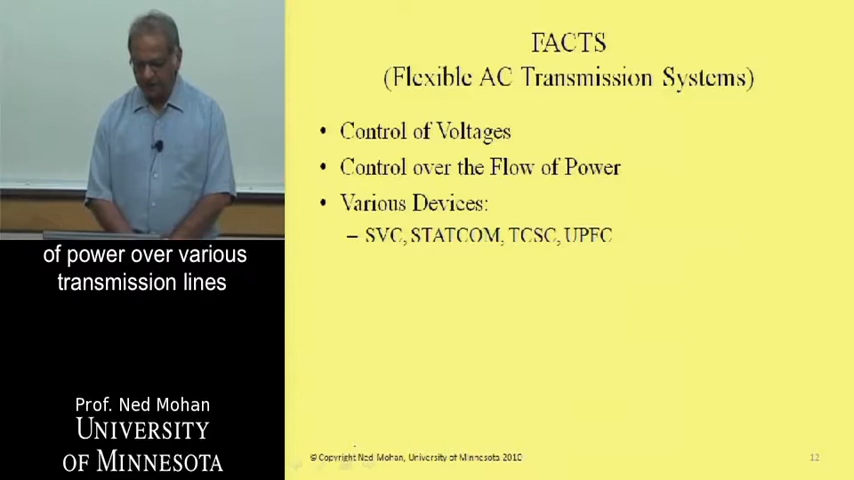 FACTS
(Flexible AC Transmission Systems)
• Control of Voltages
• Control over the Flow of Power
• Various Devices:
– SVC, STATCOM, TCSC, UPFC
of power over various
transmission lines
Prof. Ned Mohan
UNIVERSITY
OF MINNESOTA
© Copyright Ned Mohan, University of Minnesota 2010
12